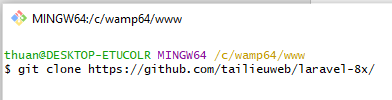 MINGW64:/c/wamp64/www
thuan@DESKTOP-ETUCOLR MINGW64 /c/wamp64/www
$ git clone https://github.com/tailieuweb/laravel-8x/